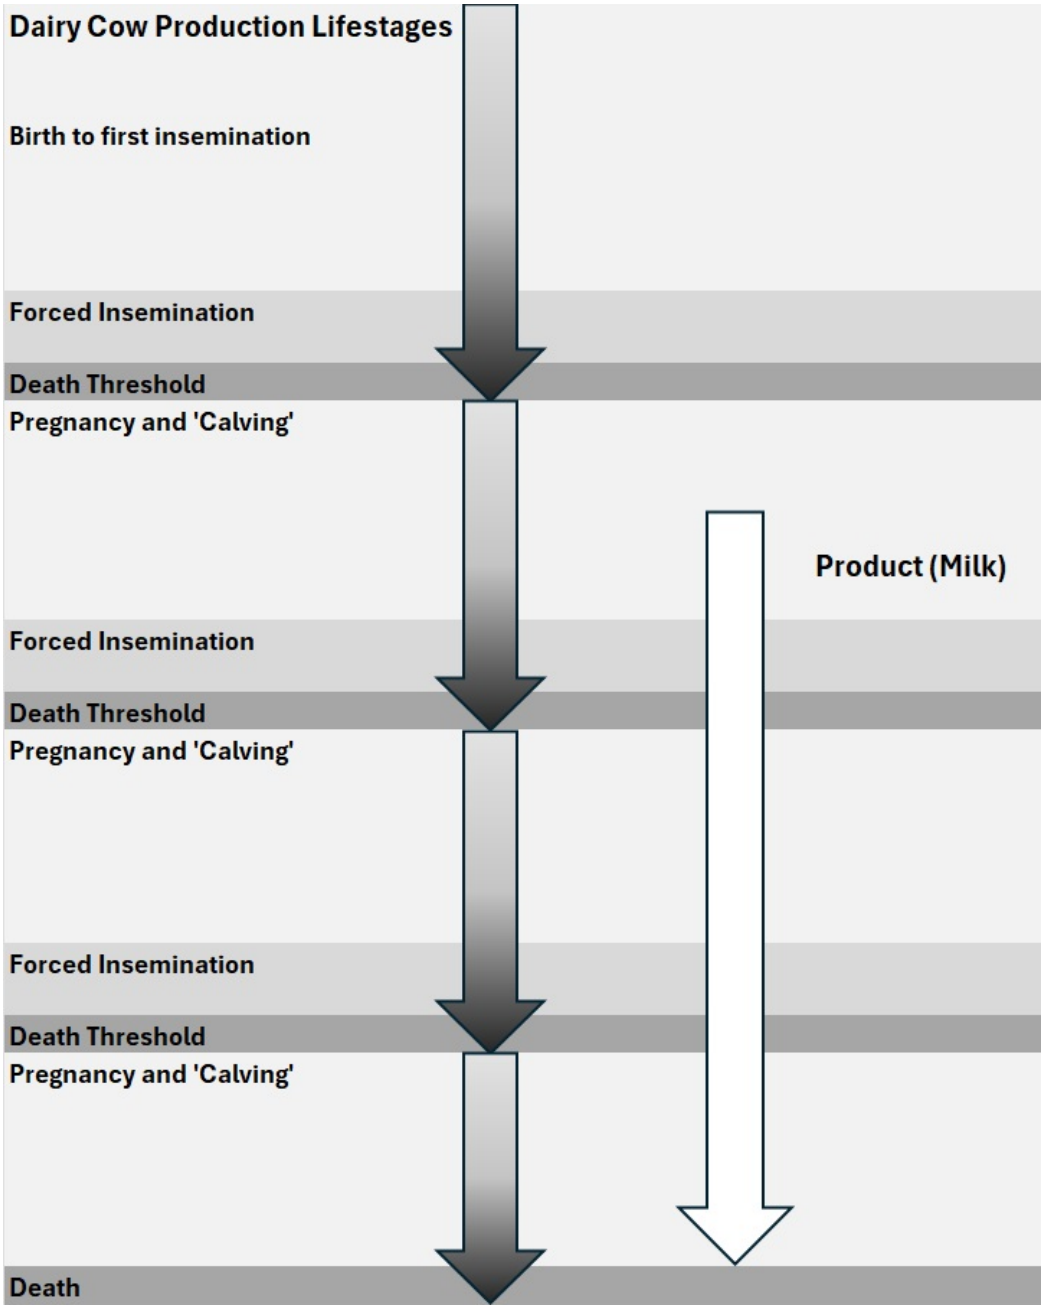 Dairy Cow Production Lifestages
Birth to first insemination
Forced Insemination
Death Threshold
Pregnancy and 'Calving'
Product (Milk)
Forced Insemination
Death Threshold
Pregnancy and 'Calving'
Forced Insemination
Death Threshold
Pregnancy and 'Calving'
Death